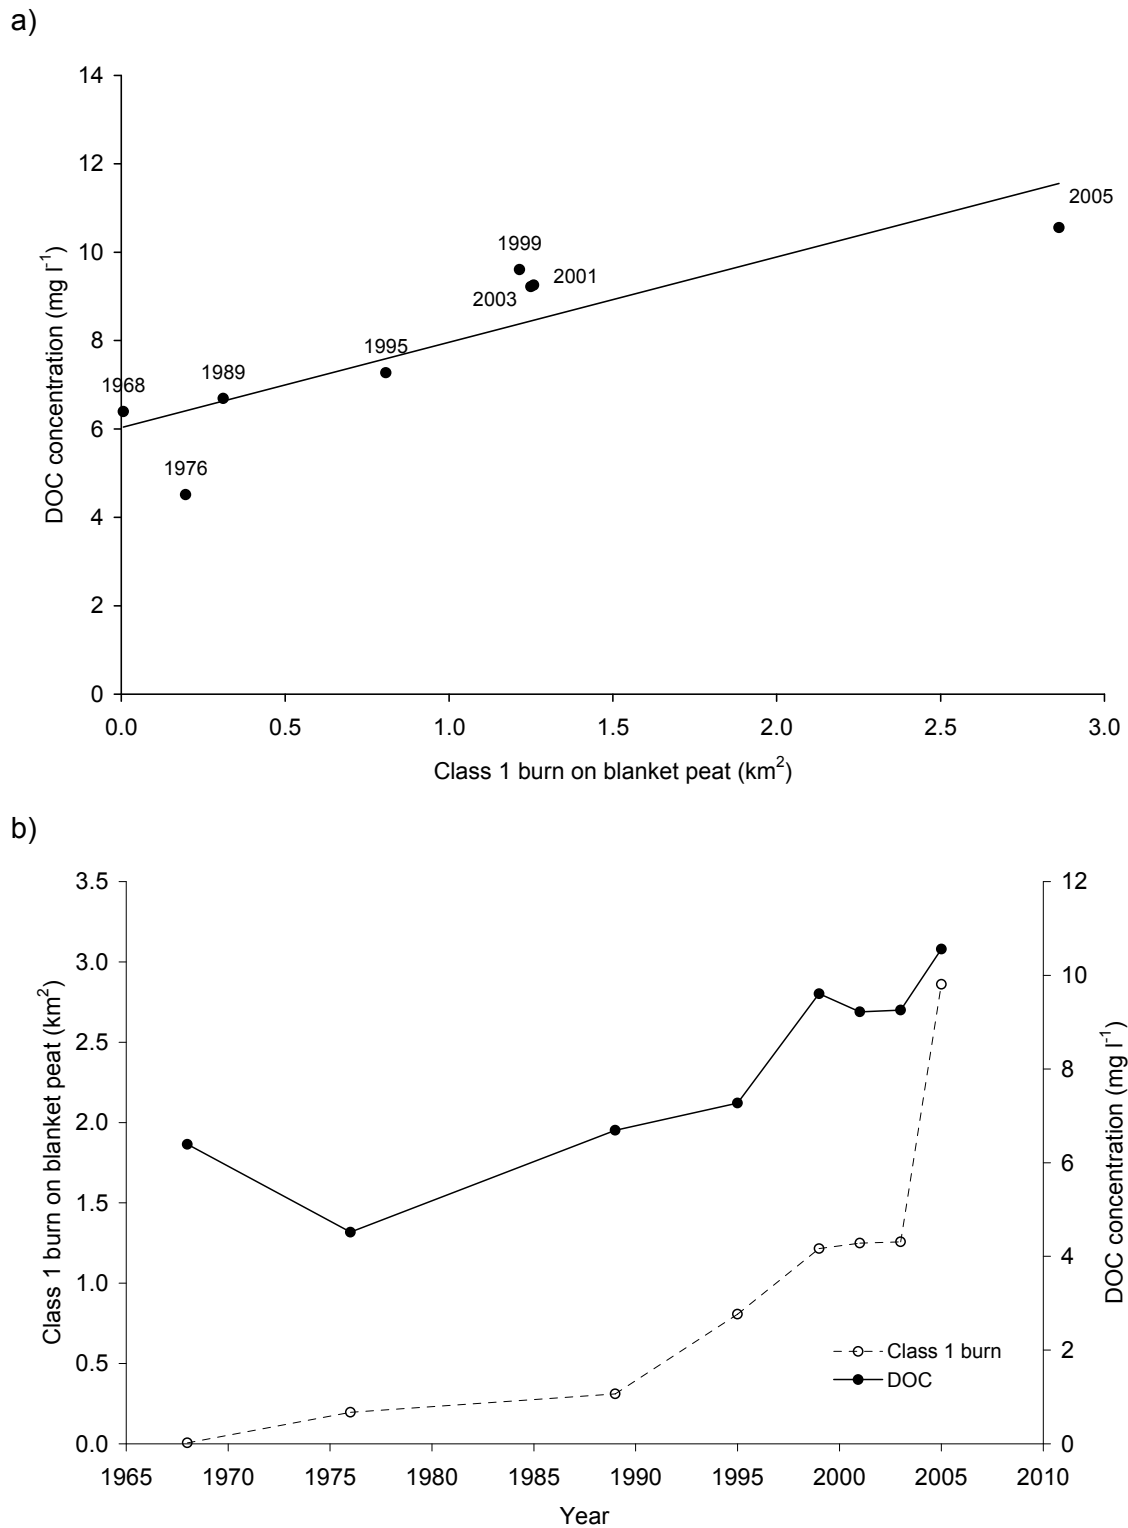 a)
14
12
10
8
6
4
2
0
DOC concentration (mg l⁻¹)
1968
1976
1989
1995
1999
2003
2001
2005
0.0 0.5 1.0 1.5 2.0 2.5 3.0
Class 1 burn on blanket peat (km²)
b)
3.5
3.0
2.5
2.0
1.5
1.0
0.5
0.0
Class 1 burn on blanket peat (km²)
12
10
8
6
4
2
0
DOC concentration (mg l⁻¹)
Class 1 burn
DOC
1965 1970 1975 1980 1985 1990 1995 2000 2005 2010
Year